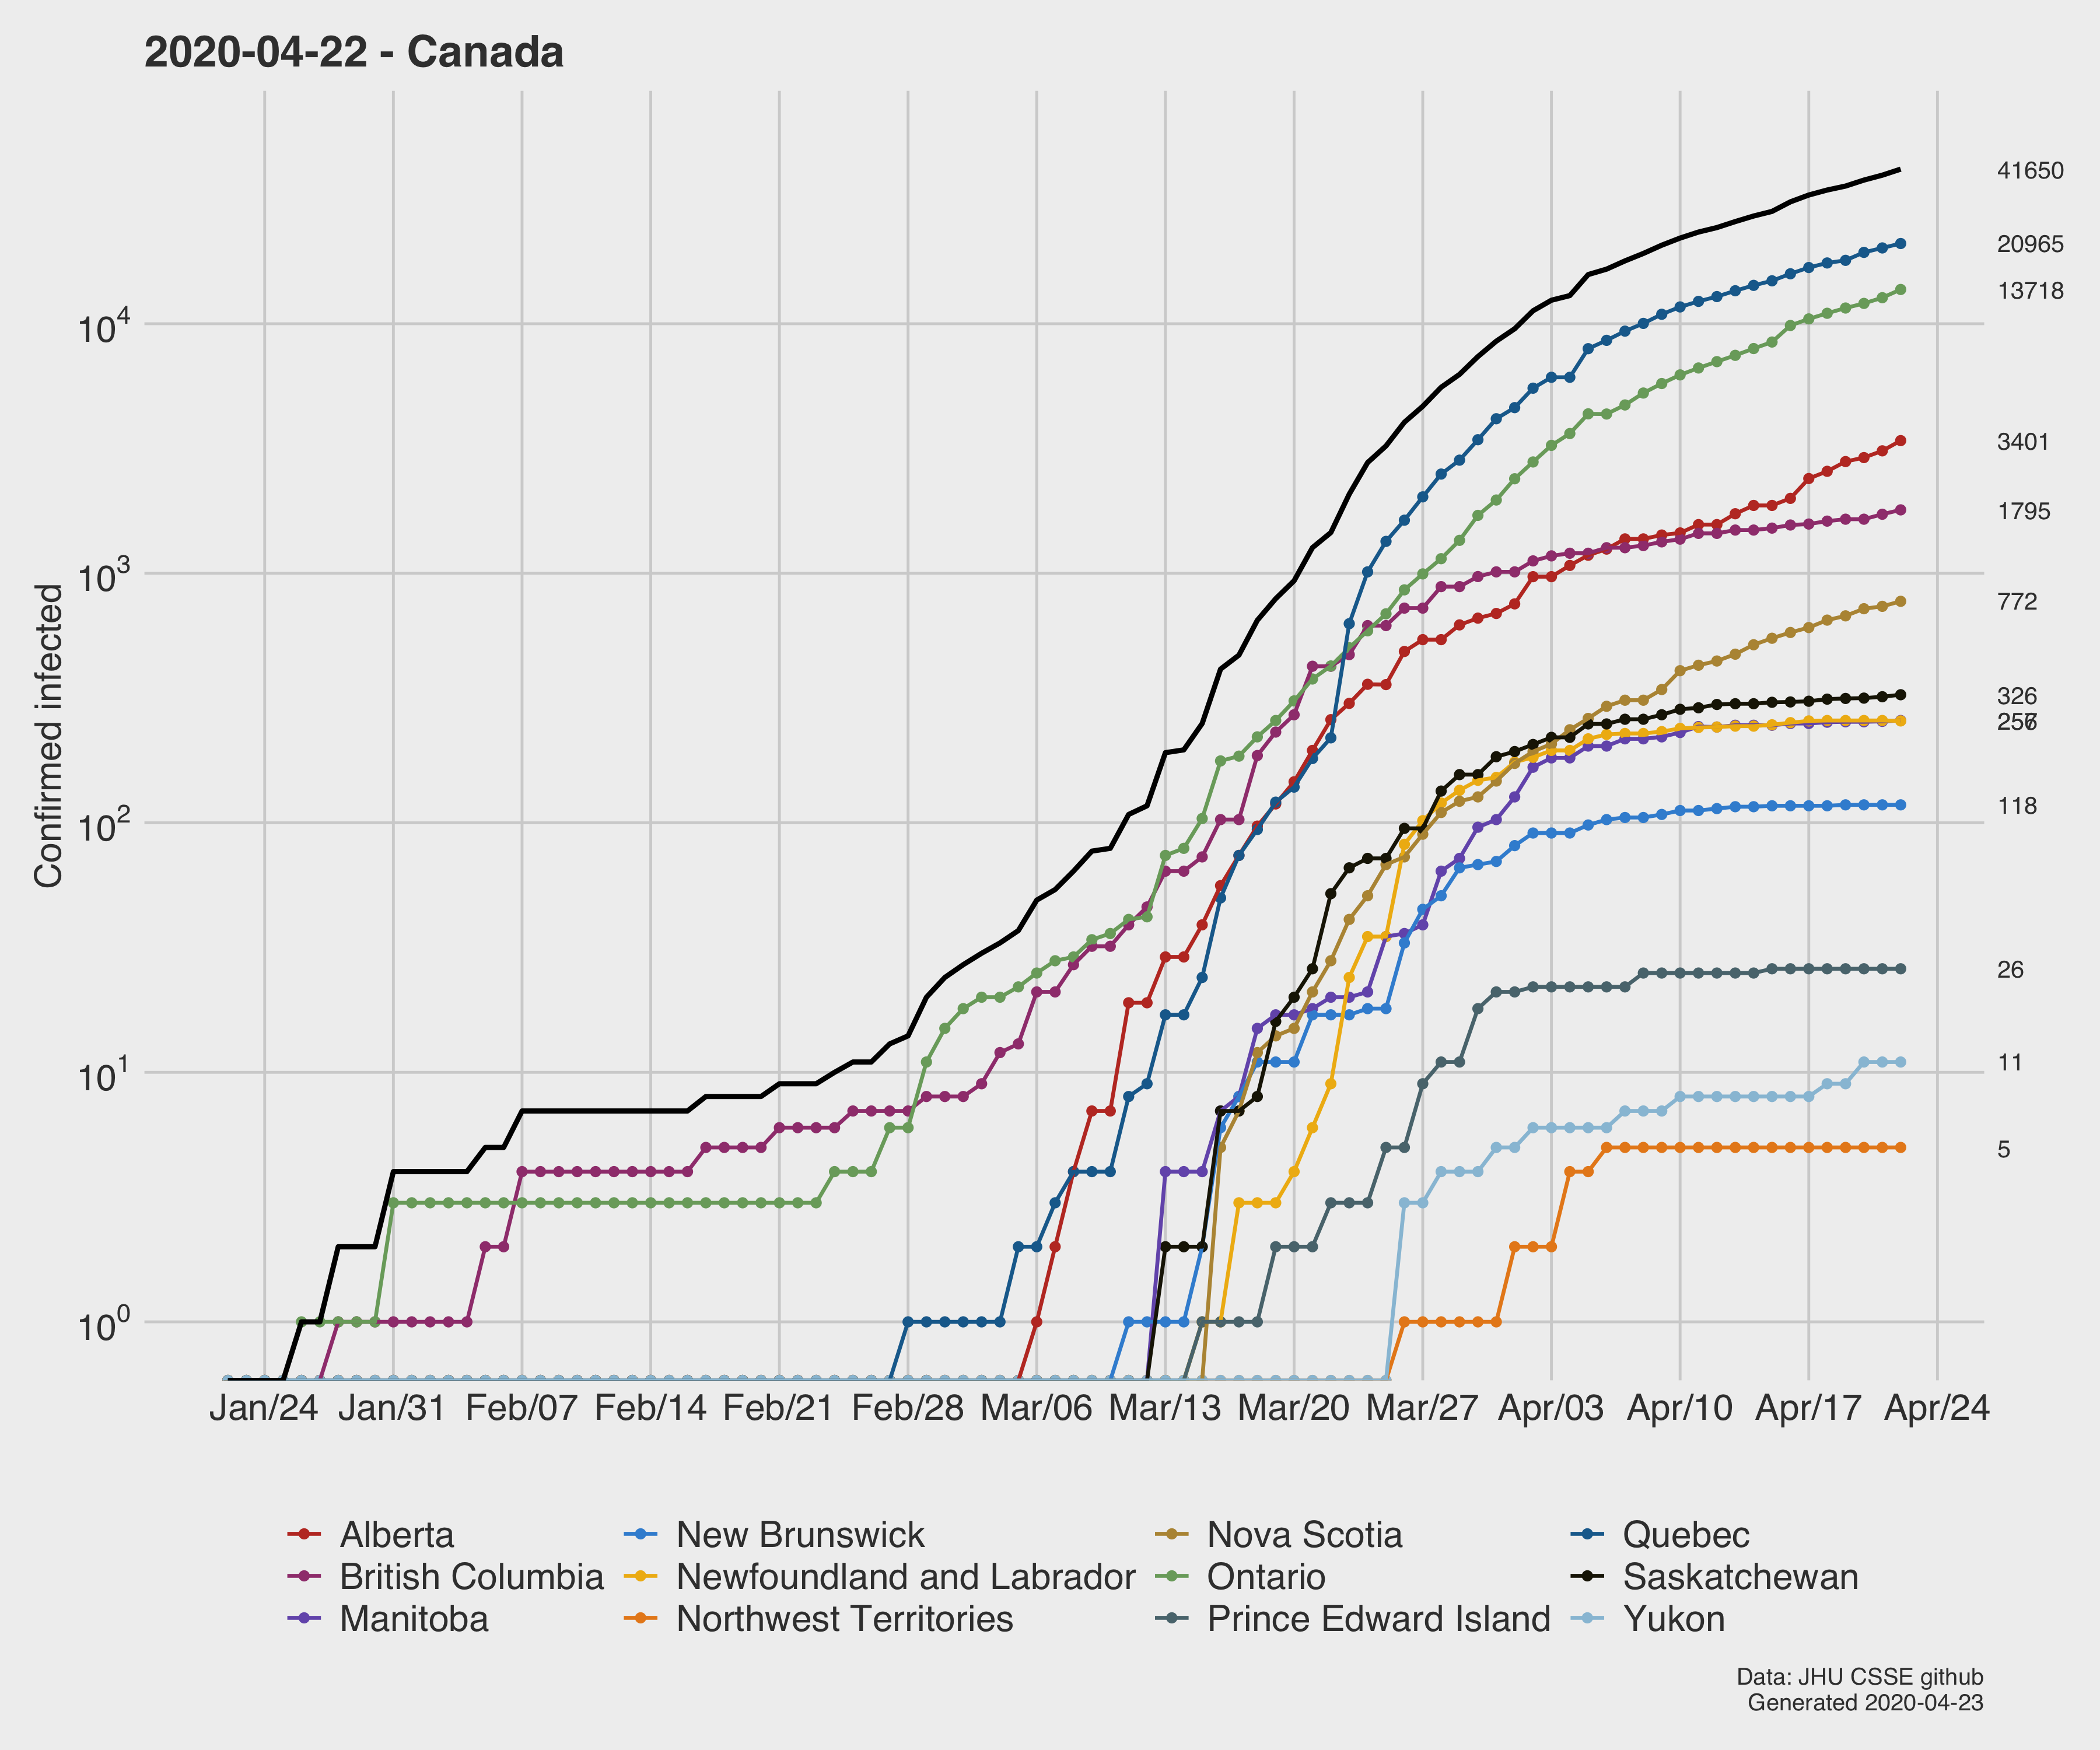 2020-04-22 - Canada
Confirmed infected
10^4
10^3
10^2
10^1
10^0
41650
20965
13718
3401
1795
772
326
118
26
11
5
Jan/24 Jan/31 Feb/07 Feb/14 Feb/21 Feb/28 Mar/06 Mar/13 Mar/20 Mar/27 Apr/03 Apr/10 Apr/17 Apr/24
Alberta New Brunswick Nova Scotia Quebec
British Columbia Newfoundland and Labrador Ontario Saskatchewan
Manitoba Northwest Territories Prince Edward Island Yukon
Data: JHU CSSE github
Generated 2020-04-23